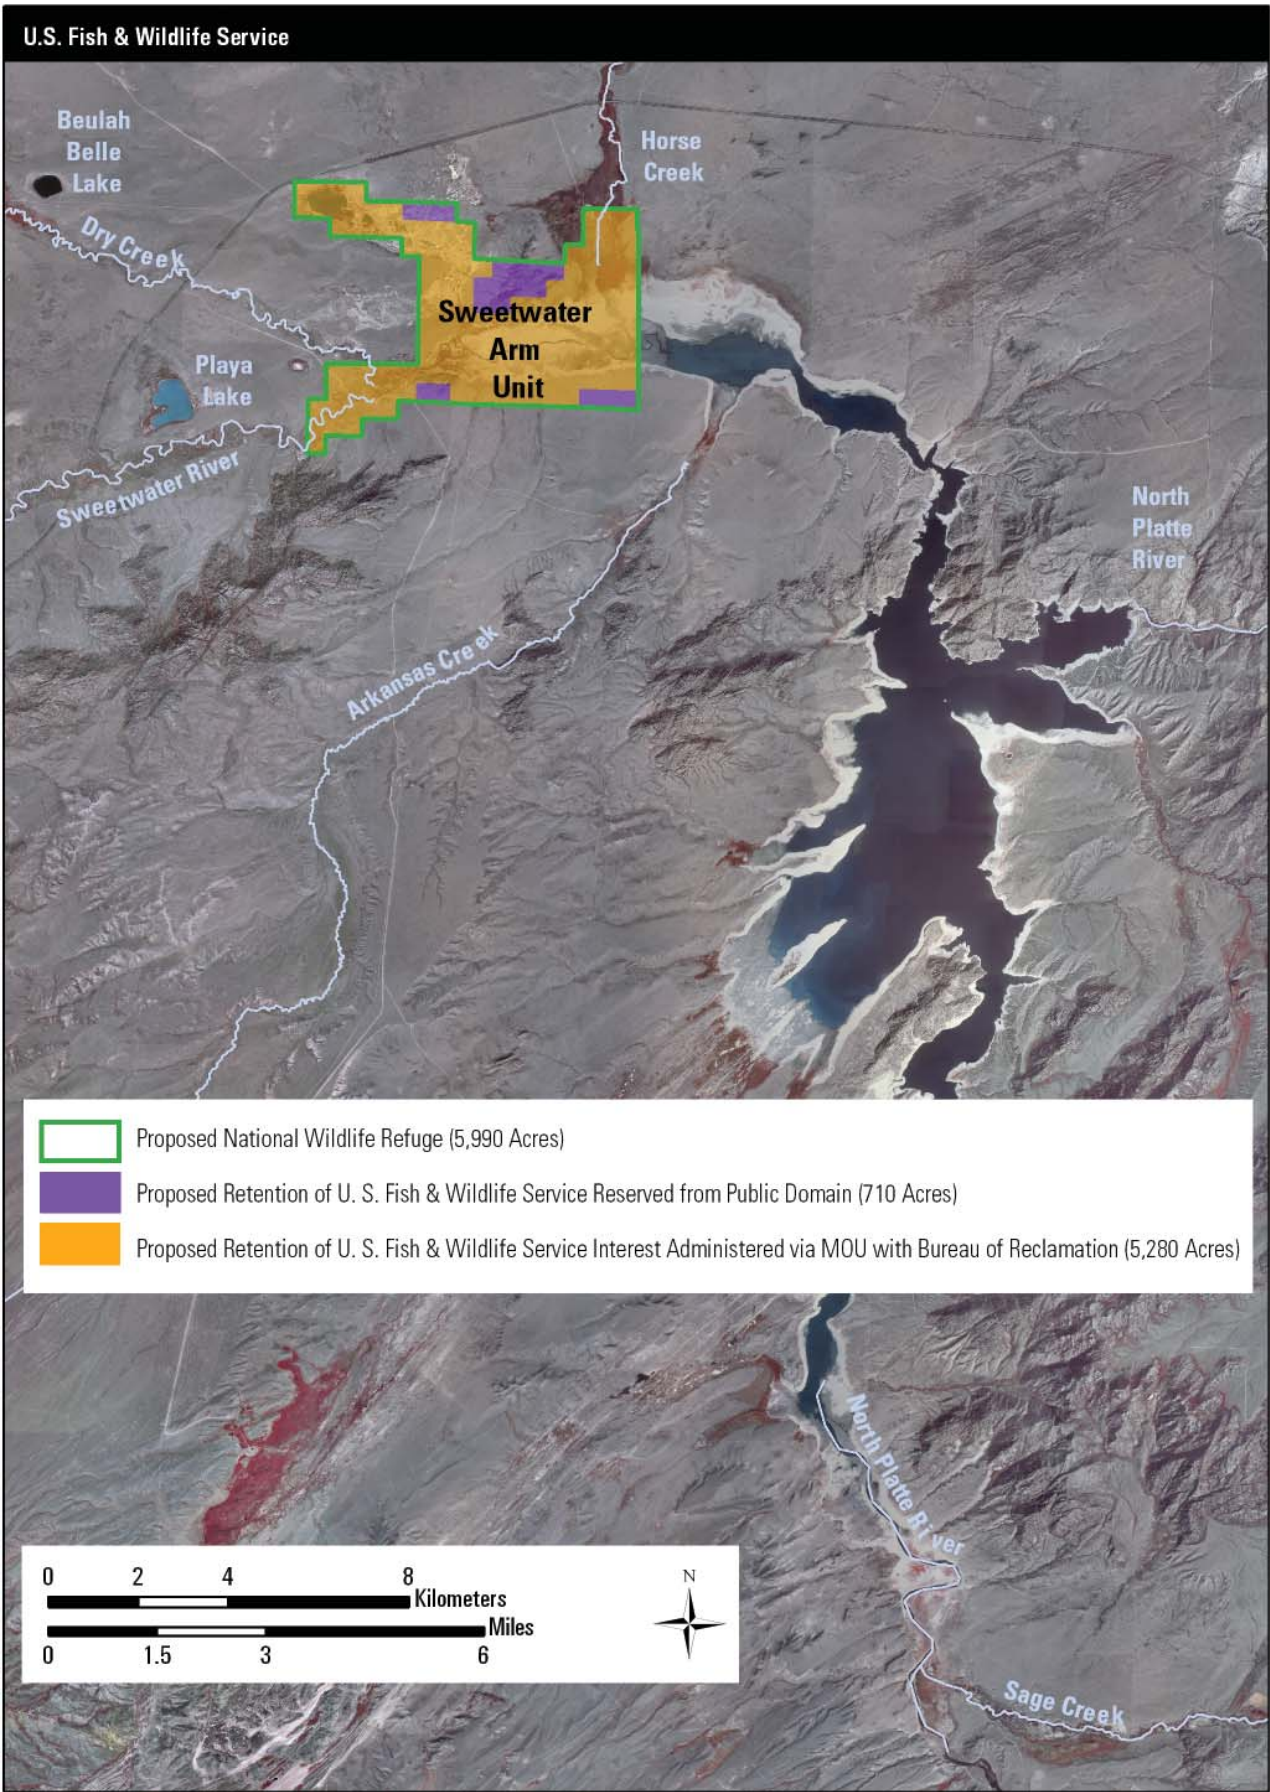 U.S. Fish & Wildlife Service
Beulah
Belle
Lake
Horse
Creek
Dry Creek
Sweetwater
Arm
Unit
Playa
Lake
Sweetwater River
North
Platte
River
Arkansas Creek
Proposed National Wildlife Refuge (5,990 Acres)
Proposed Retention of U. S. Fish & Wildlife Service Reserved from Public Domain (710 Acres)
Proposed Retention of U. S. Fish & Wildlife Service Interest Administered via MOU with Bureau of Reclamation (5,280 Acres)
North Platte River
0 2 4 8
Kilometers
Miles
0 1.5 3 6
N
Sage Creek